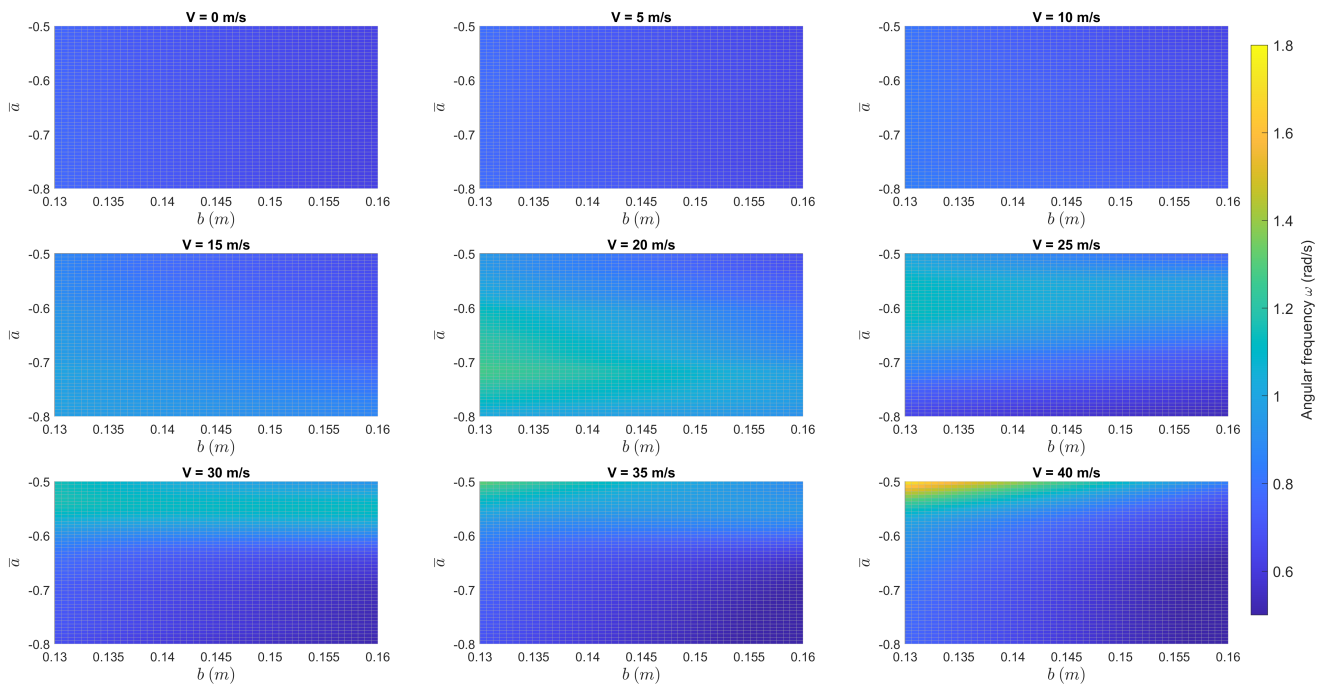 V = 0 m/s V = 5 m/s V = 10 m/s
-0.5 -0.5 -0.5 1.8
-0.6 -0.6 -0.6
a̅ a̅ a̅ 1.6
-0.7 -0.7 -0.7
-0.8 -0.8 -0.8
0.13 0.135 0.14 0.145 0.15 0.155 0.16 0.13 0.135 0.14 0.145 0.15 0.155 0.16 0.13 0.135 0.14 0.145 0.15 0.155 0.16
b (m) b (m) b (m) 1.4
V = 15 m/s V = 20 m/s V = 25 m/s
-0.5 -0.5 -0.5
-0.6 -0.6 -0.6 1.2
a̅ a̅ a̅ Angular frequency ω (rad/s)
-0.7 -0.7 -0.7
-0.8 -0.8 -0.8 1
0.13 0.135 0.14 0.145 0.15 0.155 0.16 0.13 0.135 0.14 0.145 0.15 0.155 0.16 0.13 0.135 0.14 0.145 0.15 0.155 0.16
b (m) b (m) b (m)
V = 30 m/s V = 35 m/s V = 40 m/s
-0.5 -0.5 -0.5 0.8
-0.6 -0.6 -0.6
a̅ a̅ a̅ 0.6
-0.7 -0.7 -0.7
-0.8 -0.8 -0.8
0.13 0.135 0.14 0.145 0.15 0.155 0.16 0.13 0.135 0.14 0.145 0.15 0.155 0.16 0.13 0.135 0.14 0.145 0.15 0.155 0.16
b (m) b (m) b (m)